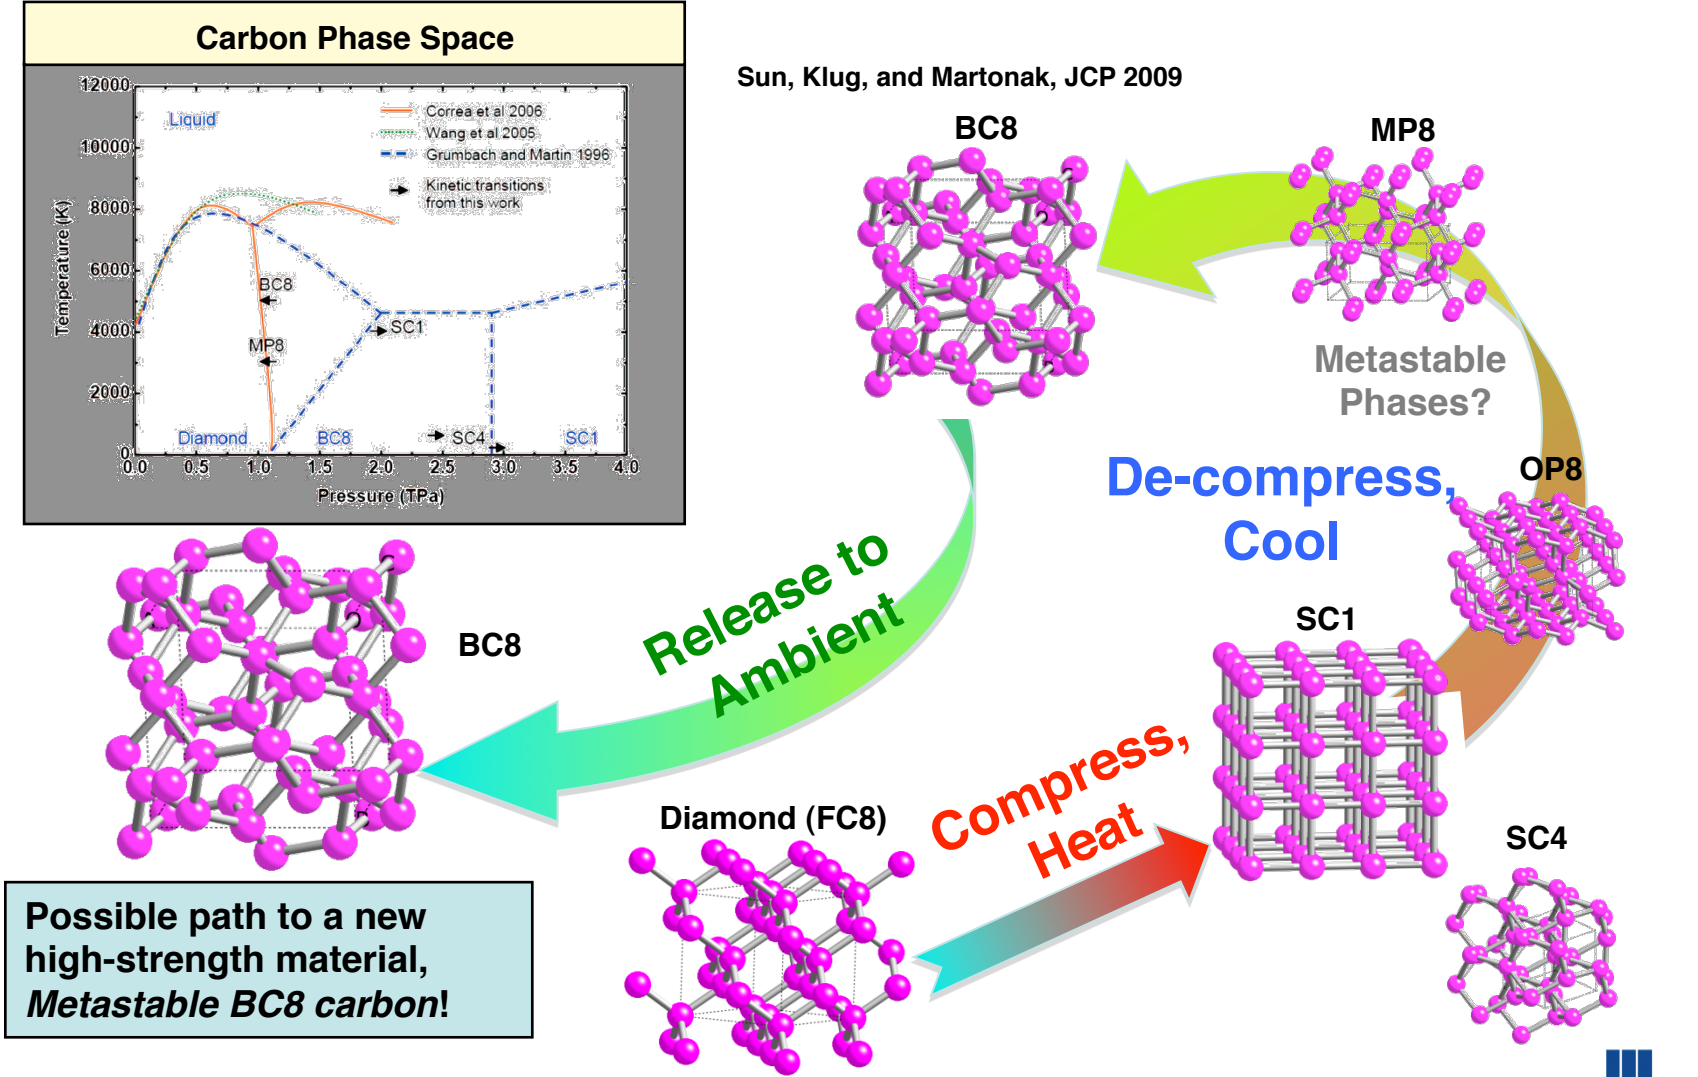 Carbon Phase Space
12000
10000
8000
6000
4000
2000
0
Temperature (K)
Liquid
Correa et al 2006
Wang et al 2005
Grumbach and Martin 1996
Kinetic transitions
from this work
BC8
MP8
SC1
Diamond
BC8
SC4
SC1
0.0 0.5 1.0 1.5 2.0 2.5 3.0 3.5 4.0
Pressure (TPa)
Sun, Klug, and Martonak, JCP 2009
BC8
MP8
Metastable
Phases?
OP8
De-compress,
Cool
SC1
SC4
Release to
Ambient
BC8
Compress,
Heat
Diamond (FC8)
Possible path to a new
high-strength material,
Metastable BC8 carbon!